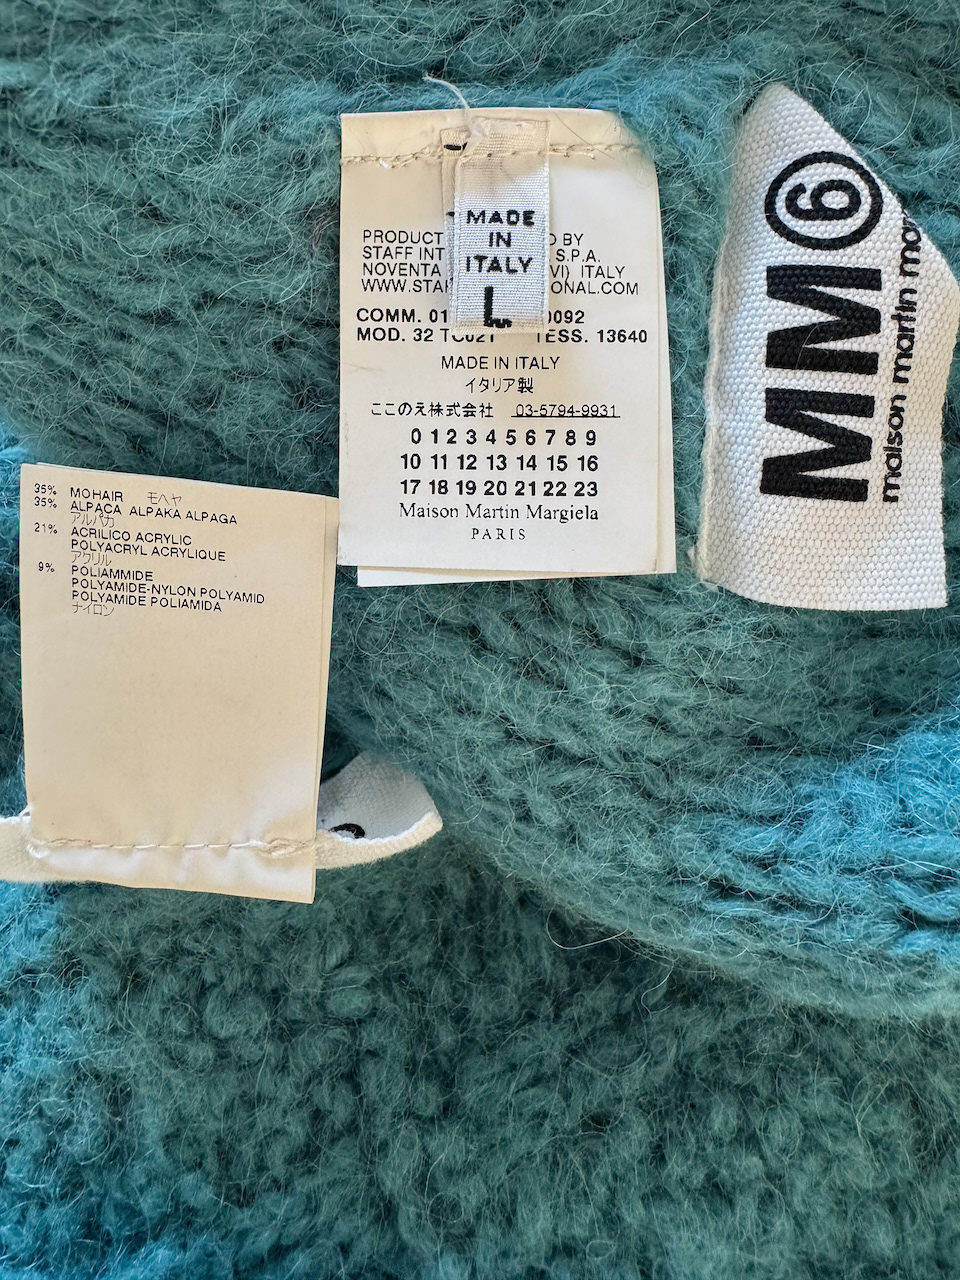 MADE
IN
ITALY
L
PRODUCT BY
STAFF INT S.P.A.
NOVENTA (VI) ITALY
COMM. 01 0092
MOD. 32 TESS. 13640
MADE IN ITALY
イタリア製
ここのえ株式会社 03-5794-9931
0 1 2 3 4 5 6 7 8 9
10 11 12 13 14 15 16
17 18 19 20 21 22 23
Maison Martin Margiela
PARIS
MM6
maison martin
35% MOHAIR モヘヤ
35% ALPACA ALPAKA ALPAGA
アルパカ
21% ACRILICO ACRYLIC
POLYACRYL ACRYLIQUE
アクリル
9% POLIAMMIDE
POLYAMIDE-NYLON POLYAMID
POLYAMIDE POLIAMIDA
ナイロン